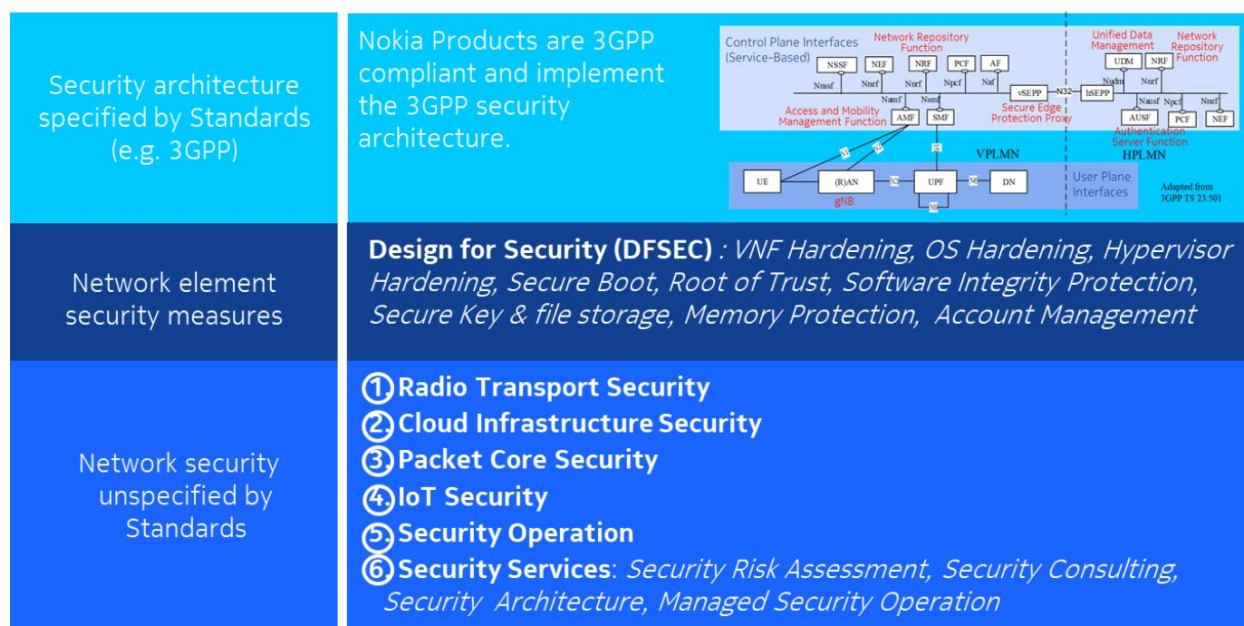 Security architecture
specified by Standards
(e.g. 3GPP)
Nokia Products are 3GPP
compliant and implement
the 3GPP security
architecture.
Control Plane Interfaces
(Service-Based)
Network Repository
Function
Unified Data
Management
Network
Repository
Function
NSSF
NEF
NRF
PCF
AF
UDM
NRF
Nnssf
Nnef
Nnrf
Npcf
Naf
Nudm
Nnrf
vSEPP
N32
hSEPP
Namf
Nsmf
Nausf
Npcf
Nnef
Access and Mobility
Management Function
AMF
SMF
Secure Edge
Protection Proxy
AUSF
PCF
NEF
Authentication
Server Function
N1
N2
VPLMN
HPLMN
UE
(R)AN
N3
UPF
N6
DN
gNB
User Plane
Interfaces
Adapted from
3GPP TS 23.501
Network element
security measures
Design for Security (DFSEC) : VNF Hardening, OS Hardening, Hypervisor
Hardening, Secure Boot, Root of Trust, Software Integrity Protection,
Secure Key & file storage, Memory Protection, Account Management
Network security
unspecified by
Standards
1. Radio Transport Security
2. Cloud Infrastructure Security
3. Packet Core Security
4. IoT Security
5. Security Operation
6. Security Services: Security Risk Assessment, Security Consulting,
Security Architecture, Managed Security Operation